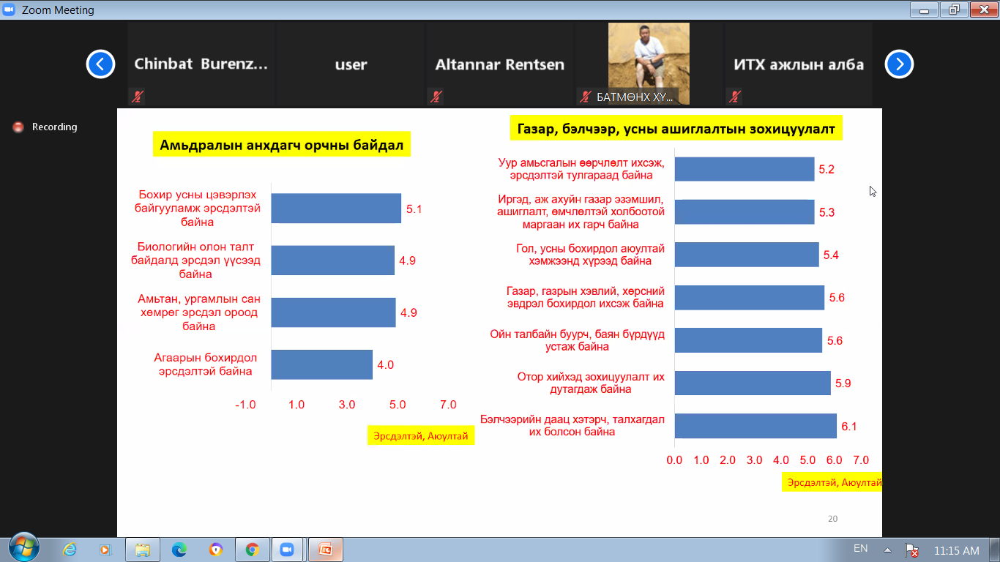 Zoom Meeting
Chinbat Burenz...
user
Altannar Rentsen
БАТМӨНХ ХҮ...
ИТХ ажлын алба
Recording
Амьдралын анхдагч орчны байдал
Бохир усны цэвэрлэх
байгууламж эрсдэлтэй
байна
5.1
Биологийн олон талт
байдалд эрсдэл үүсээд
байна
4.9
Амьтан, ургамлын сан
хөмрөг эрсдэл ороод
байна
4.9
Агаарын бохирдол
эрсдэлтэй байна
4.0
-1.0 1.0 3.0 5.0 7.0
Эрсдэлтэй, Аюултай
Газар, бэлчээр, усны ашиглалтын зохицуулалт
Уур амьсгалын өөрчлөлт ихсэж,
эрсдэлтэй тулгараад байна
5.2
Иргэд, аж ахуйн газар эзэмшил,
ашиглалт, өмчлөлтэй холбоотой
маргаан их гарч байна
5.3
Гол, усны бохирдол аюултай
хэмжээнд хүрээд байна
5.4
Газар, газрын хэвлий, хөрсний
эвдрэл бохирдол ихсэж байна
5.6
Ойн талбайн буурч, баян бүрдүүд
устаж байна
5.6
Отор хийхэд зохицуулалт их
дутагдаж байна
5.9
Бэлчээрийн даац хэтэрч, талхагдал
их болсон байна
6.1
0.0 1.0 2.0 3.0 4.0 5.0 6.0 7.0
Эрсдэлтэй, Аюултай
20
EN
11:15 AM